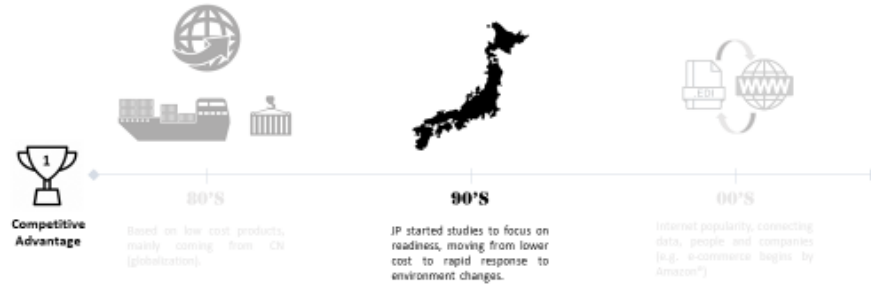 .EDI
WWW
1
Competitive
Advantage
80'S
90'S
00'S
Based on low cost products,
mainly coming from CN
(globalization).
JP started studies to focus on
readiness, moving from lower
cost to rapid response to
environment changes.
Internet popularity, connecting
data, people and companies
(e.g. e-commerce begins by
Amazon®)